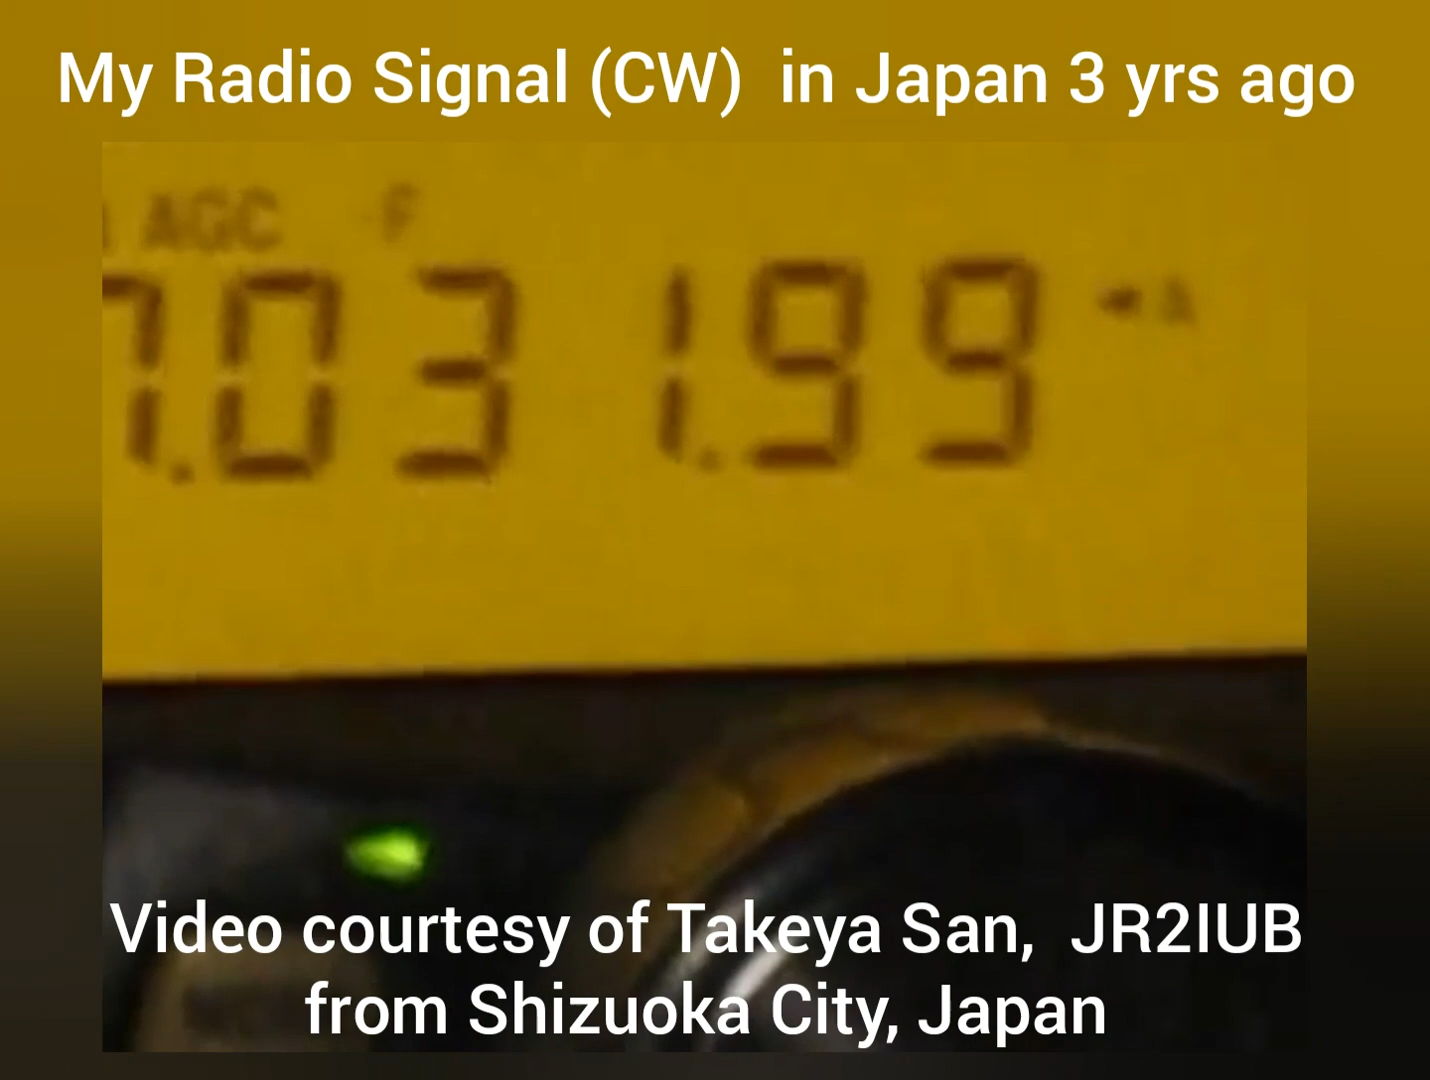 My Radio Signal (CW) in Japan 3 yrs ago
AGC F
7.031.99
Video courtesy of Takeya San, JR2IUB
from Shizuoka City, Japan